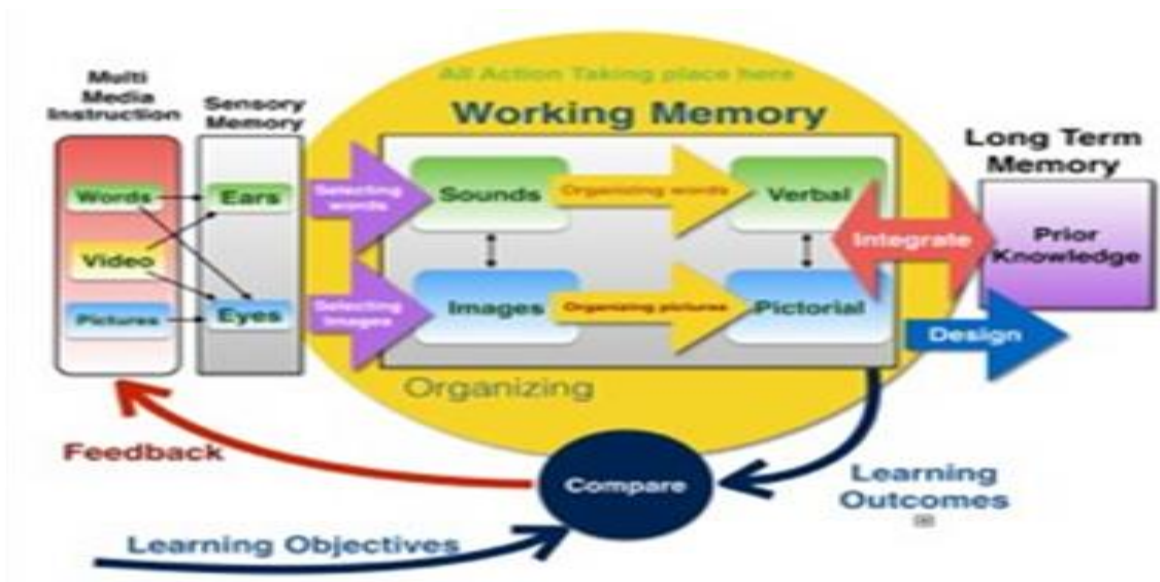 All Action Taking place here
Working Memory
Multi
Media
Instruction
Sensory
Memory
Long Term
Memory
Words
Video
Pictures
Ears
Eyes
Selecting
words
Selecting
Images
Sounds
Organizing words
Verbal
Images
Organizing pictures
Pictorial
Integrate
Prior
Knowledge
Design
Organizing
Feedback
Compare
Learning
Outcomes
Learning Objectives